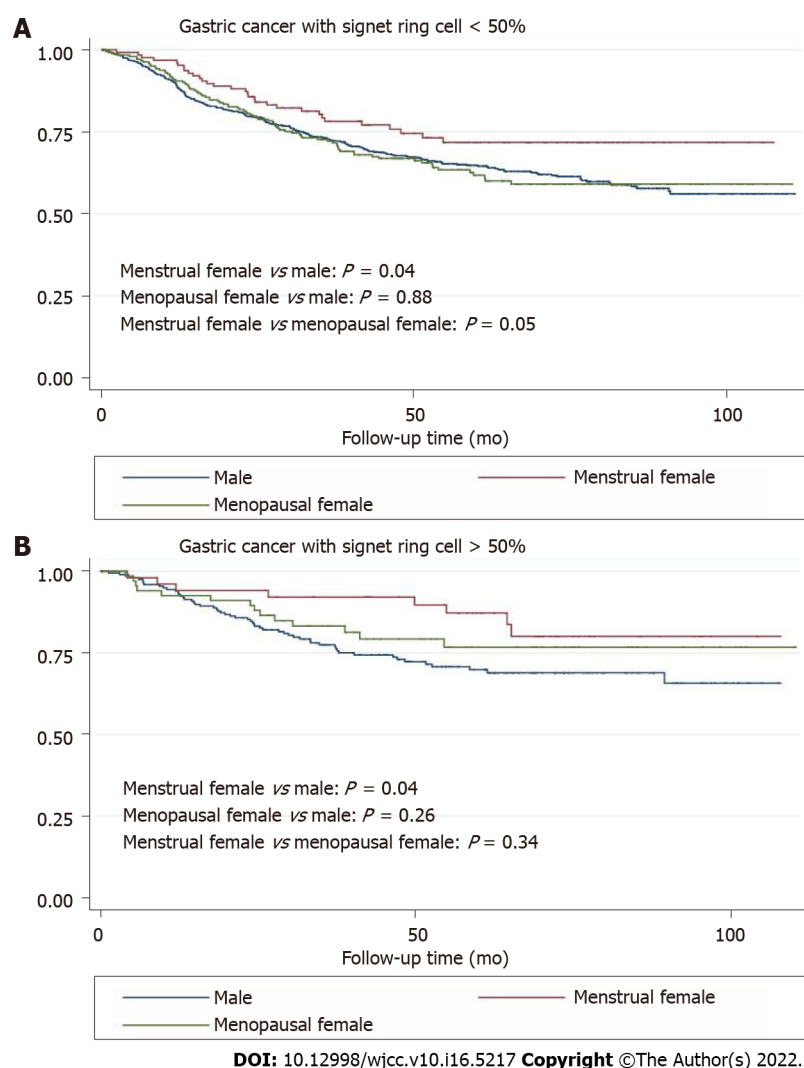 A
Gastric cancer with signet ring cell < 50%
1.00
0.75
0.50
0.25
0.00
Menstrual female vs male: P = 0.04
Menopausal female vs male: P = 0.88
Menstrual female vs menopausal female: P = 0.05
0 50 100
Follow-up time (mo)
Male Menstrual female
Menopausal female
B
Gastric cancer with signet ring cell > 50%
1.00
0.75
0.50
0.25
0.00
Menstrual female vs male: P = 0.04
Menopausal female vs male: P = 0.26
Menstrual female vs menopausal female: P = 0.34
0 50 100
Follow-up time (mo)
Male Menstrual female
Menopausal female
DOI: 10.12998/wjcc.v10.i16.5217 Copyright ©The Author(s) 2022.